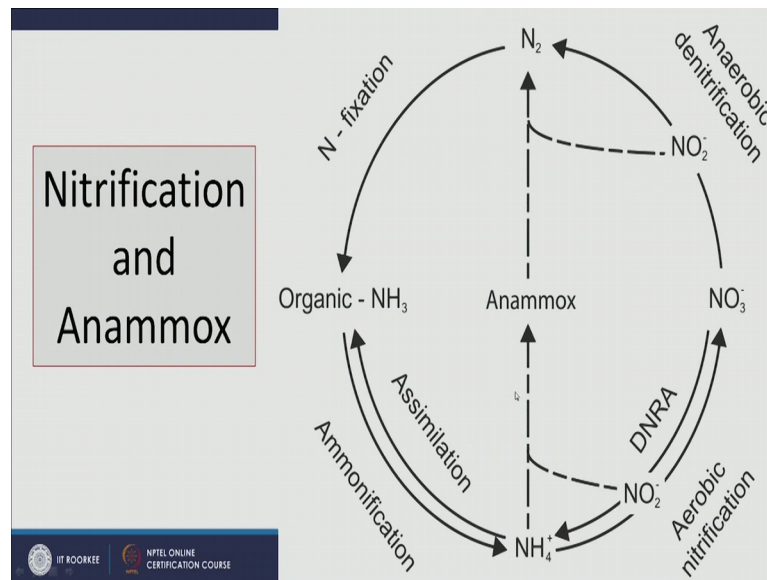 Nitrification
and
Anammox
N₂
N - fixation
Anaerobic
denitrification
NO₂⁻
Organic - NH₃
Anammox
NO₃⁻
Assimilation
Ammonification
DNRA
NO₂⁻
Aerobic
nitrification
NH₄⁺
IIT ROORKEE
NPTEL ONLINE
CERTIFICATION COURSE